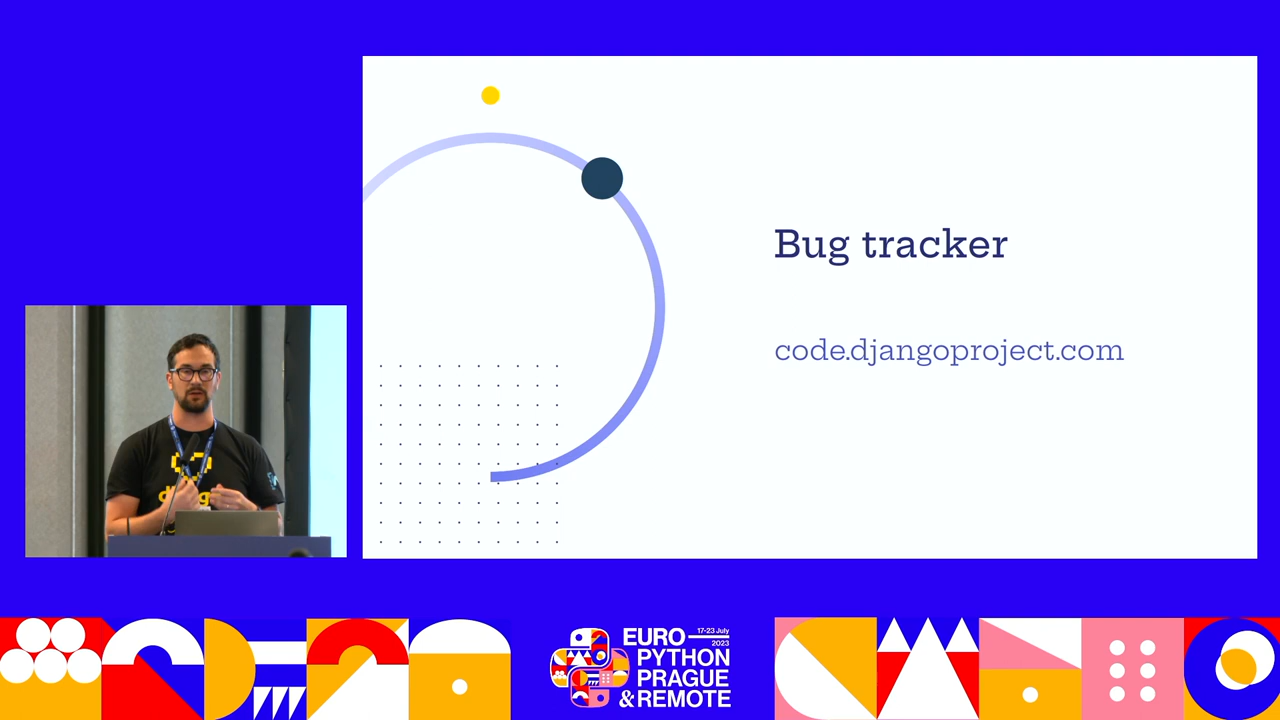 Bug tracker
code.djangoproject.com
17-23 July
2023
EURO
PYTHON
PRAGUE
& REMOTE